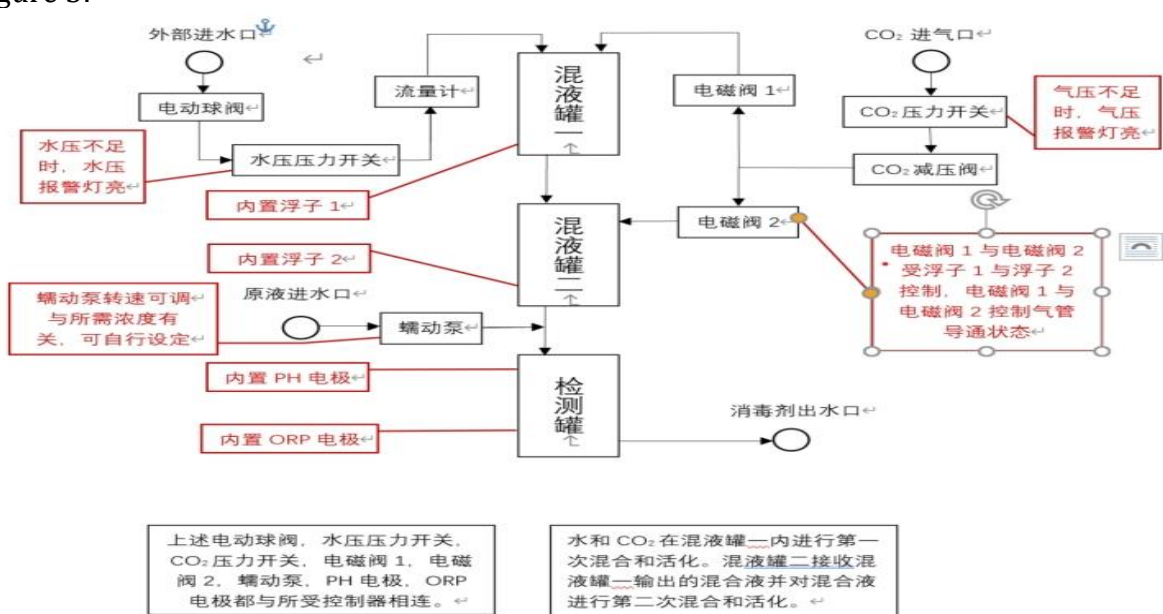 外部进水口
电动球阀
流量计
水压压力开关
水压不足
时，水压
报警灯亮
混
液
罐
一
电磁阀 1
CO₂ 进气口
CO₂压力开关
气压不足
时，气压
报警灯亮
CO₂减压阀
内置浮子 1
混
液
罐
二
电磁阀 2
内置浮子 2
电磁阀 1 与电磁阀 2
受浮子 1 与浮子 2
控制，电磁阀 1 与
电磁阀 2 控制气管
导通状态
蠕动泵转速可调
与所需浓度有
关，可自行设定
原液进水口
蠕动泵
内置 PH 电极
检
测
罐
内置 ORP 电极
消毒剂出水口
上述电动球阀，水压压力开关，
CO₂压力开关，电磁阀 1，电磁
阀 2，蠕动泵，PH 电极，ORP
电极都与所受控制器相连。
水和 CO₂在混液罐一内进行第一
次混合和活化。混液罐二接收混
液罐一输出的混合液并对混合液
进行第二次混合和活化。